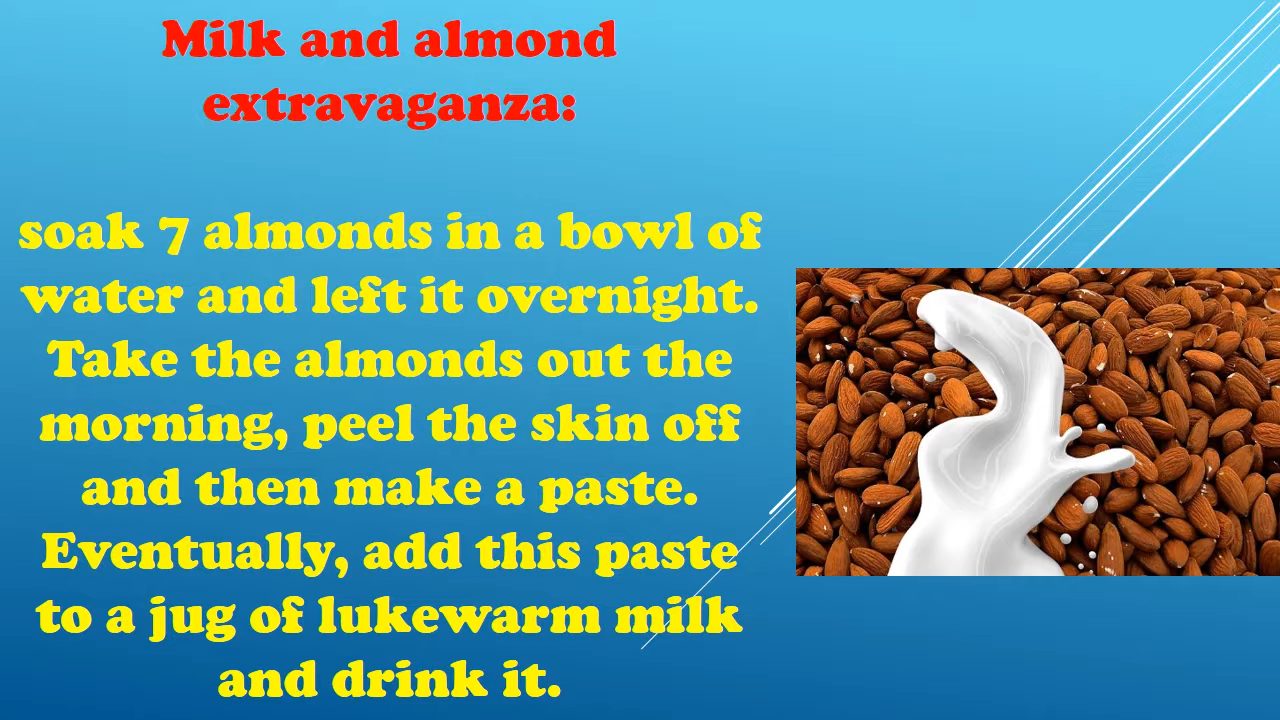 Milk and almond
extravaganza:
soak 7 almonds in a bowl of
water and left it overnight.
Take the almonds out the
morning, peel the skin off
and then make a paste.
Eventually, add this paste
to a jug of lukewarm milk
and drink it.